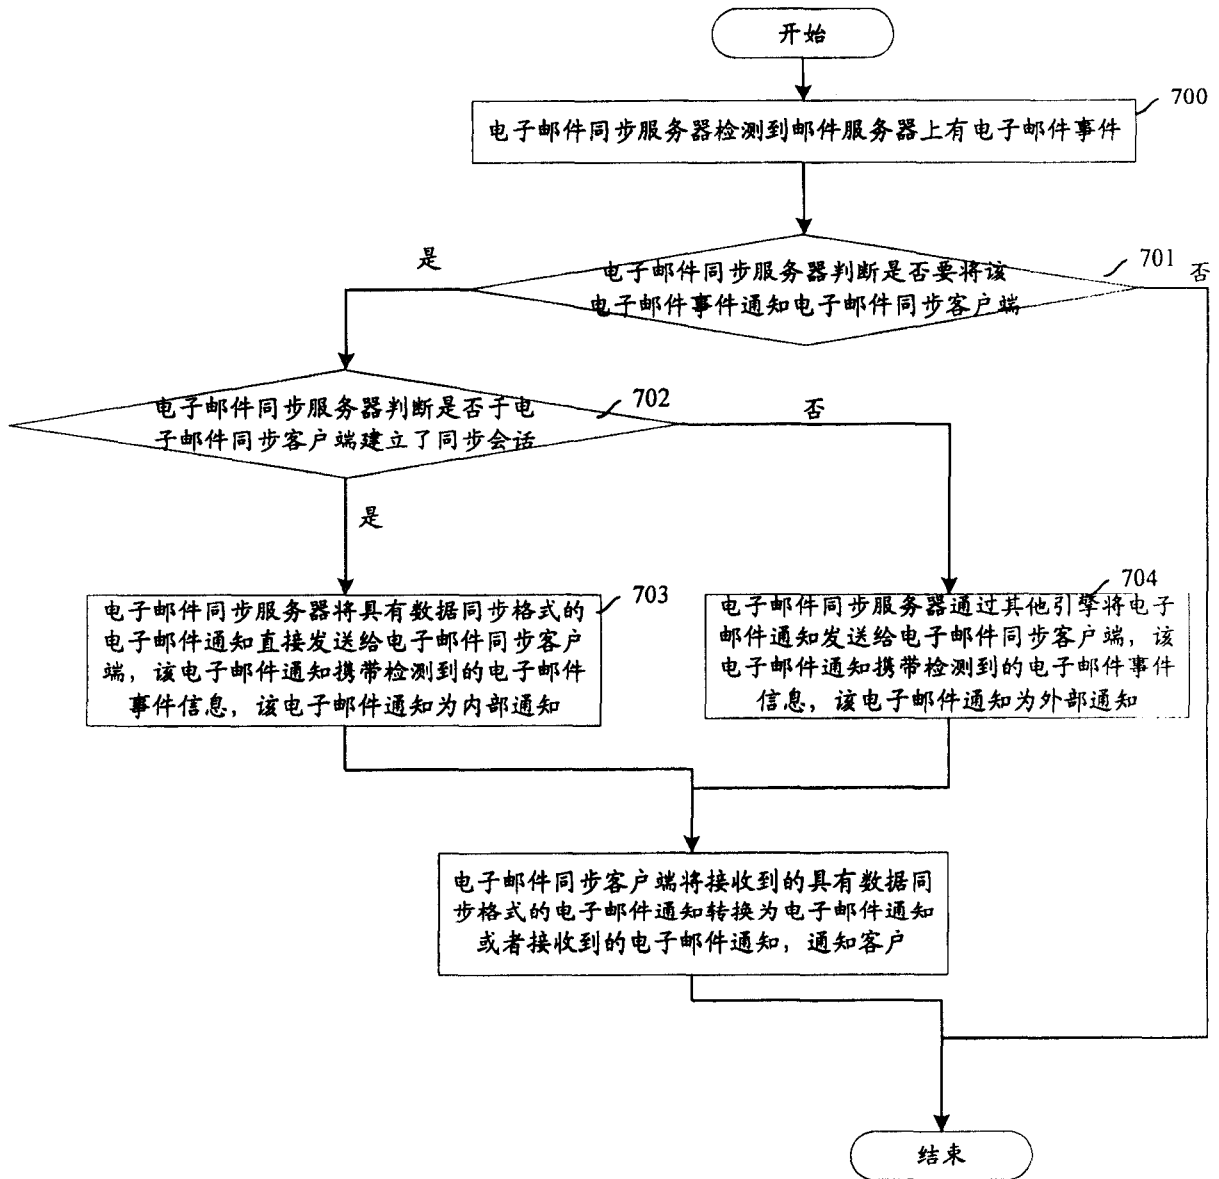 开始
700
电子邮件同步服务器检测到邮件服务器上有电子邮件事件
是
701
否
电子邮件同步服务器判断是否要将该
电子邮件事件通知电子邮件同步客户端
702
电子邮件同步服务器判断是否于电
子邮件同步客户端建立了同步会话
否
是
703
电子邮件同步服务器将具有数据同步格式的
电子邮件通知直接发送给电子邮件同步客户
端，该电子邮件通知携带检测到的电子邮件
事件信息，该电子邮件通知为内部通知
704
电子邮件同步服务器通过其他引擎将电子
邮件通知发送给电子邮件同步客户端，该
电子邮件通知携带检测到的电子邮件事件
信息，该电子邮件通知为外部通知
电子邮件同步客户端将接收到的具有数据同
步格式的电子邮件通知转换为电子邮件通知
或者接收到的电子邮件通知，通知客户
结束